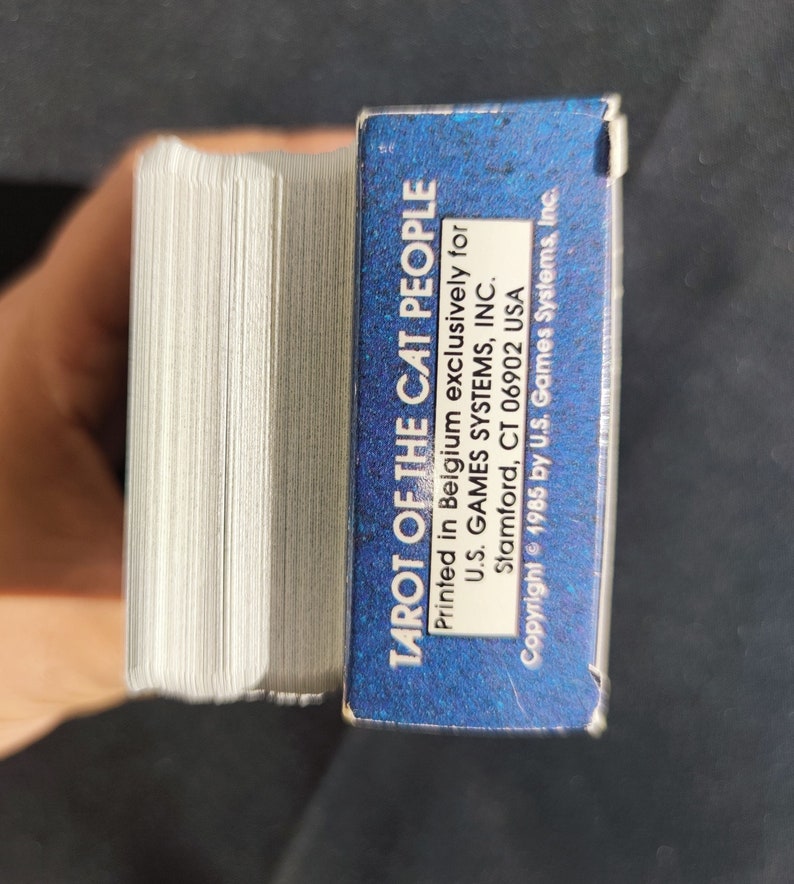 TAROT OF THE CAT PEOPLE
Printed in Belgium exclusively for
U.S. GAMES SYSTEMS, INC.
Stamford, CT 06902 USA
Copyright © 1985 by U.S. Games Systems, Inc.